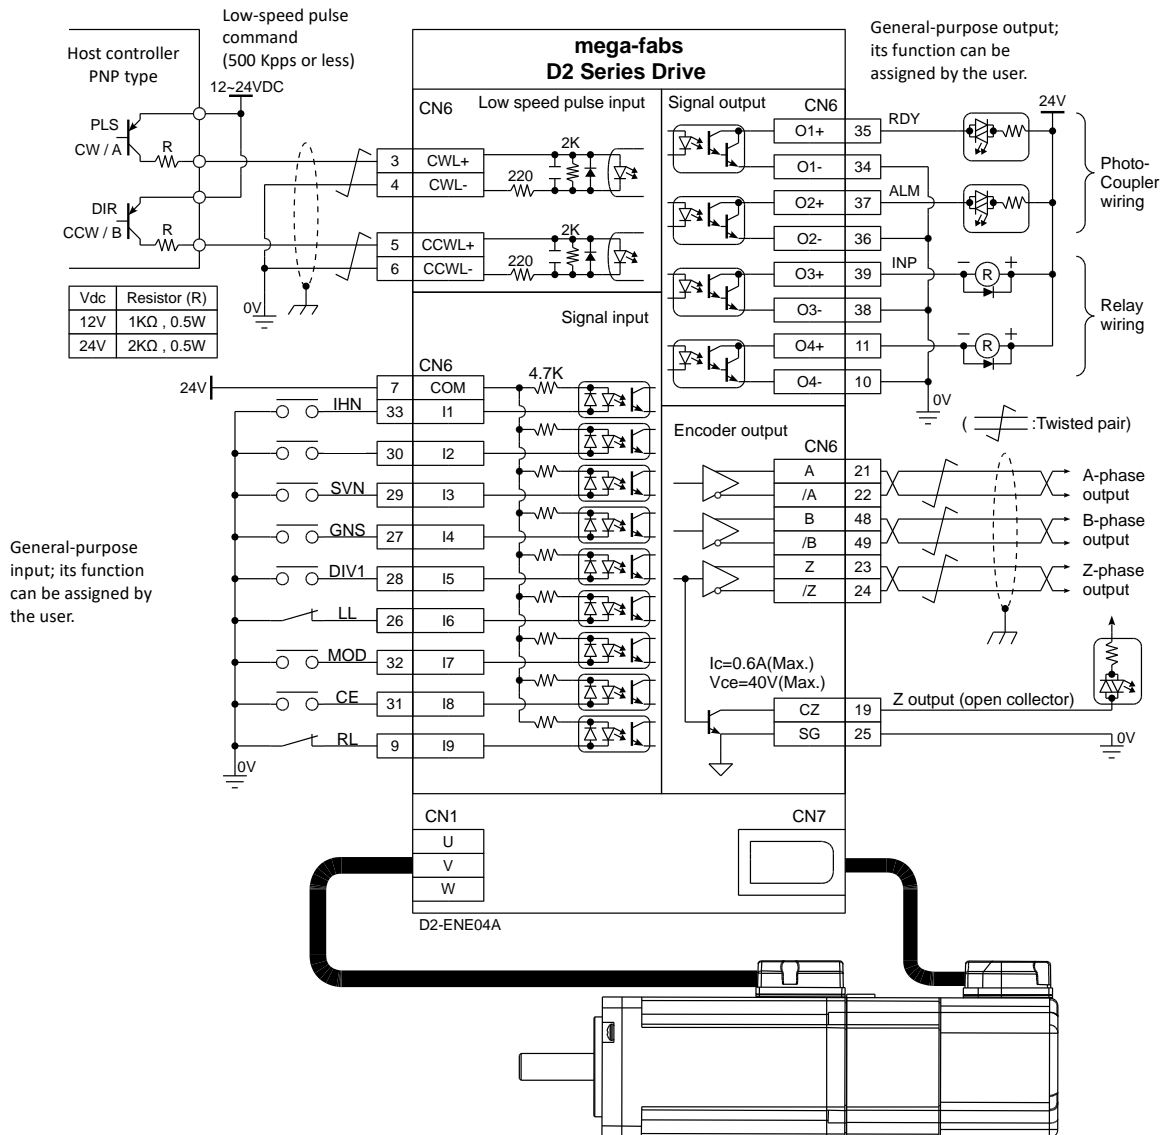 Low-speed pulse
command
(500 Kpps or less)
Host controller
PNP type
12~24VDC
PLS
CW / A
R
DIR
CCW / B
R
Vdc Resistor (R)
12V 1KΩ , 0.5W
24V 2KΩ , 0.5W
0V
mega-fabs
D2 Series Drive
CN6 Low speed pulse input
3 CWL+
4 CWL-
2K
220
5 CCWL+
6 CCWL-
2K
220
Signal output CN6
General-purpose output;
its function can be
assigned by the user.
24V
O1+ 35 RDY
O1- 34
O2+ 37 ALM
O2- 36
O3+ 39 INP
− R +
O3- 38
O4+ 11
− R +
O4- 10
0V
Photo-
Coupler
wiring
Relay
wiring
Signal input
CN6
24V 7 COM 4.7K
IHN 33 I1
30 I2
SVN 29 I3
GNS 27 I4
DIV1 28 I5
LL 26 I6
MOD 32 I7
CE 31 I8
RL 9 I9
0V
General-purpose
input; its function
can be assigned by
the user.
( :Twisted pair)
Encoder output
CN6
A 21
/A 22
B 48
/B 49
Z 23
/Z 24
A-phase
output
B-phase
output
Z-phase
output
Ic=0.6A(Max.)
Vce=40V(Max.)
CZ 19 Z output (open collector)
SG 25
0V
CN1
U
V
W
CN7
D2-ENE04A